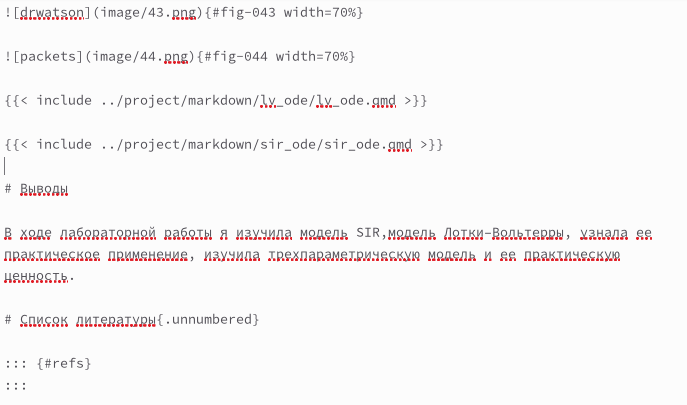 ![drwatson](image/43.png){#fig-043 width=70%}
![packets](image/44.png){#fig-044 width=70%}
{{< include ../project/markdown/lv_ode/lv_ode.qmd >}}
{{< include ../project/markdown/sir_ode/sir_ode.qmd >}}
# Выводы
В ходе лабораторной работы я изучила модель SIR,модель Лотки-Вольтерры, узнала ее
практическое применение, изучила трехпараметрическую модель и ее практическую
ценность.
# Список литературы{.unnumbered}
::: {#refs}
:::